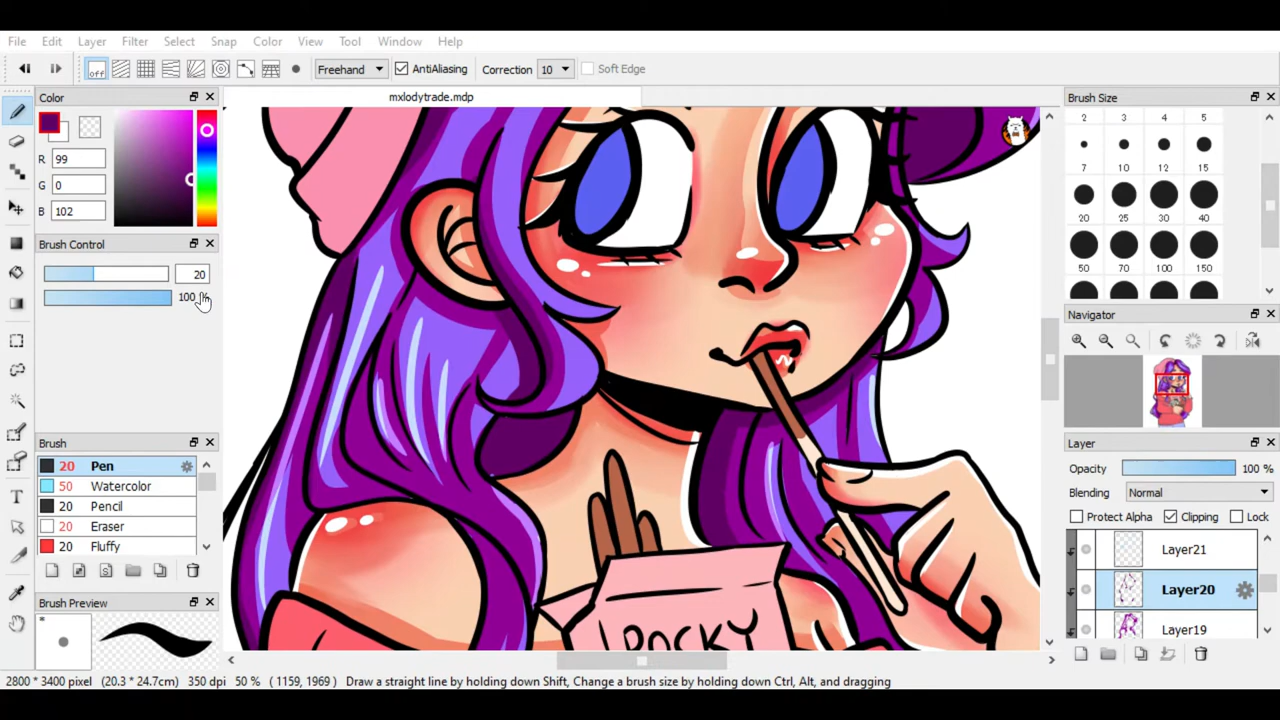 File Edit Layer Filter Select Snap Color View Tool Window Help
off Freehand AntiAliasing Correction 10 Soft Edge
Color
mxlodytrade.mdp
Brush Size
R 99
G 0
B 102
2 3 4 5
7 10 12 15
20 25 30 40
50 70 100 150
Brush Control
20
100 %
Navigator
Brush
20 Pen
50 Watercolor
20 Pencil
20 Eraser
20 Fluffy
Layer
Opacity 100 %
Blending Normal
Protect Alpha Clipping Lock
Layer21
Layer20
Layer19
Brush Preview
*
POCKY
2800 * 3400 pixel (20.3 * 24.7cm) 350 dpi 50 % ( 1159, 1969 ) Draw a straight line by holding down Shift, Change a brush size by holding down Ctrl, Alt, and dragging